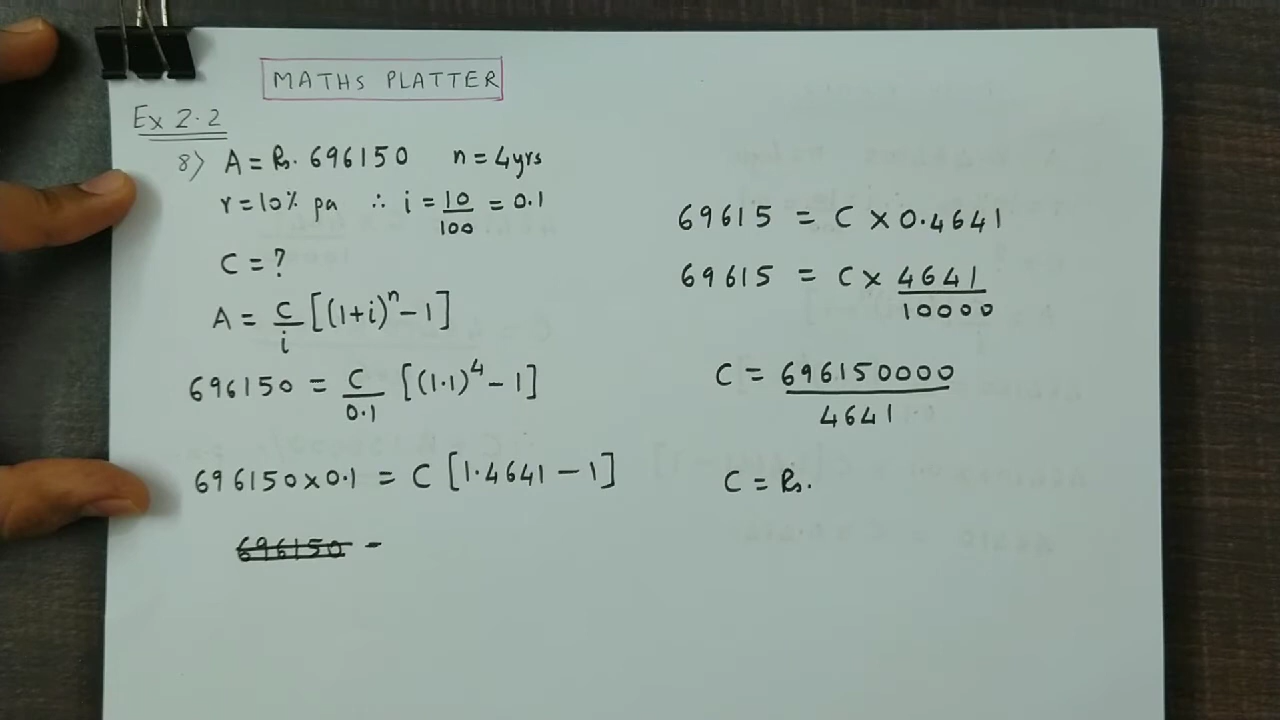 MATHS PLATTER
Ex 2.2
8) A = Rs. 696150 n = 4yrs
r = 10% pa ∴ i = 10/100 = 0.1
C = ?
A = C/i [(1+i)^n - 1]
696150 = C/0.1 [(1.1)^4 - 1]
696150 x 0.1 = C [1.4641 - 1]
696150 =
69615 = C x 0.4641
69615 = C x 4641/10000
C = 696150000/4641
C = Rs.